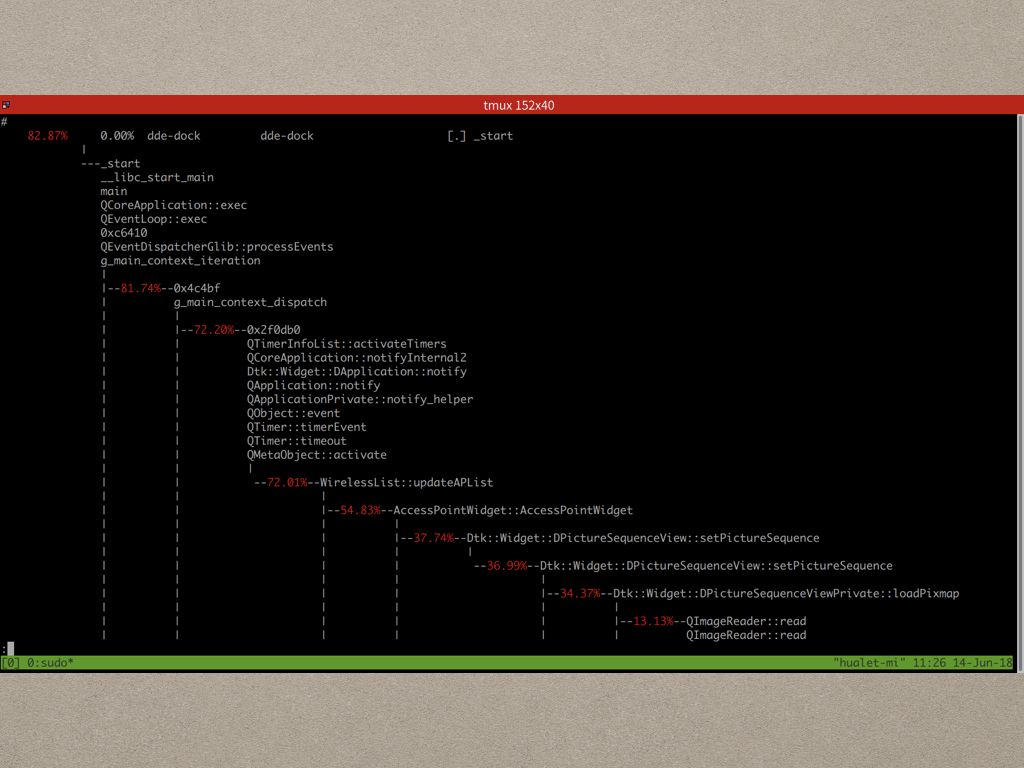 tmux 152x40
#
82.87% 0.00% dde-dock dde-dock [.] _start
|
---_start
__libc_start_main
main
QCoreApplication::exec
QEventLoop::exec
0xc6410
QEventDispatcherGlib::processEvents
g_main_context_iteration
|
|--81.74%--0x4c4bf
| g_main_context_dispatch
| |
| |--72.20%--0x2f0db0
| | QTimerInfoList::activateTimers
| | QCoreApplication::notifyInternal2
| | Dtk::Widget::DApplication::notify
| | QApplication::notify
| | QApplicationPrivate::notify_helper
| | QObject::event
| | QTimer::timerEvent
| | QTimer::timeout
| | QMetaObject::activate
| | |
| | --72.01%--WirelessList::updateAPList
| | |
| | |--54.83%--AccessPointWidget::AccessPointWidget
| | | |
| | | |--37.74%--Dtk::Widget::DPictureSequenceView::setPictureSequence
| | | | |
| | | | --36.99%--Dtk::Widget::DPictureSequenceView::setPictureSequence
| | | | |
| | | | |--34.37%--Dtk::Widget::DPictureSequenceViewPrivate::loadPixmap
| | | | | |
| | | | | |--13.13%--QImageReader::read
| | | | | | QImageReader::read
:
[0] 0:sudo* "hualet-mi" 11:26 14-Jun-18